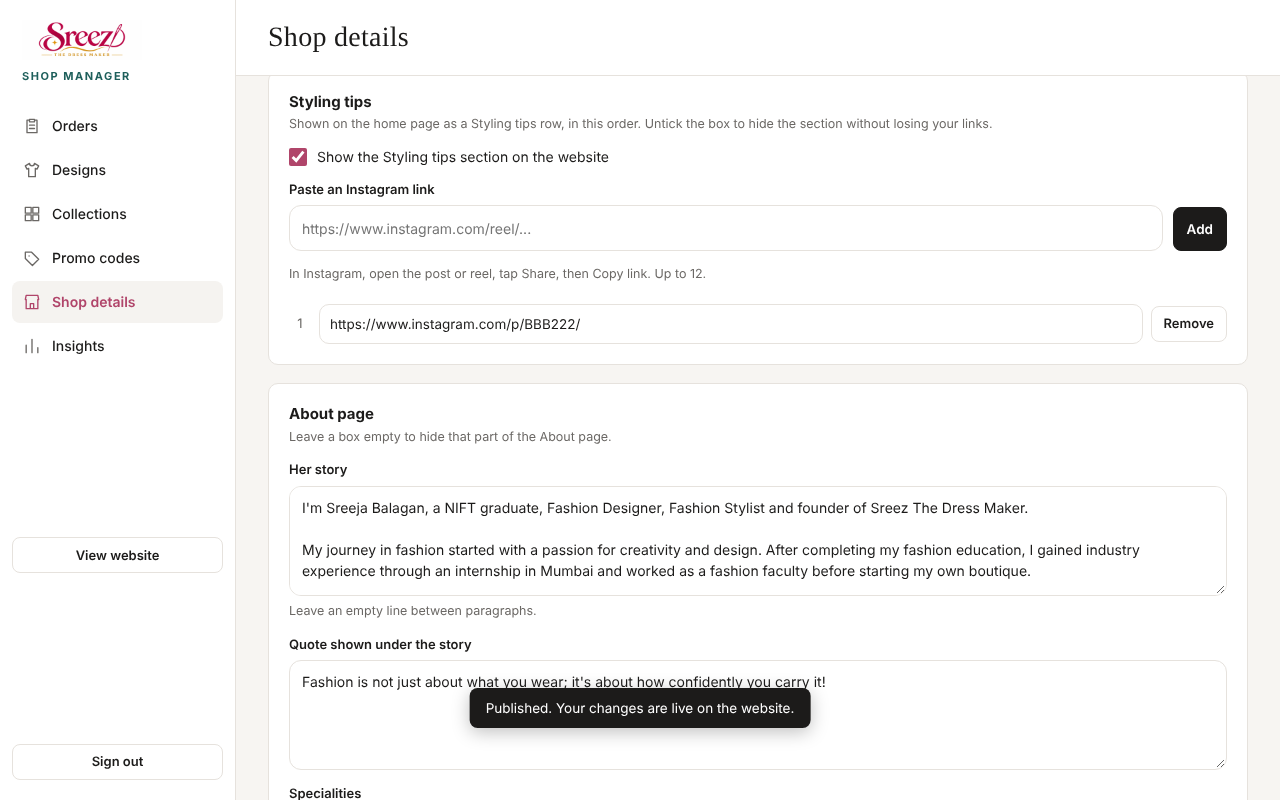 Sreez
THE DRESS MAKER
SHOP MANAGER
Orders
Designs
Collections
Promo codes
Shop details
Insights
View website
Sign out
Shop details
Styling tips
Shown on the home page as a Styling tips row, in this order. Untick the box to hide the section without losing your links.
Show the Styling tips section on the website
Paste an Instagram link
https://www.instagram.com/reel/...
Add
In Instagram, open the post or reel, tap Share, then Copy link. Up to 12.
1
https://www.instagram.com/p/BBB222/
Remove
About page
Leave a box empty to hide that part of the About page.
Her story
I'm Sreeja Balagan, a NIFT graduate, Fashion Designer, Fashion Stylist and founder of Sreez The Dress Maker.
My journey in fashion started with a passion for creativity and design. After completing my fashion education, I gained industry
experience through an internship in Mumbai and worked as a fashion faculty before starting my own boutique.
Leave an empty line between paragraphs.
Quote shown under the story
Fashion is not just about what you wear; it's about how confidently you carry it!
Published. Your changes are live on the website.
Specialities